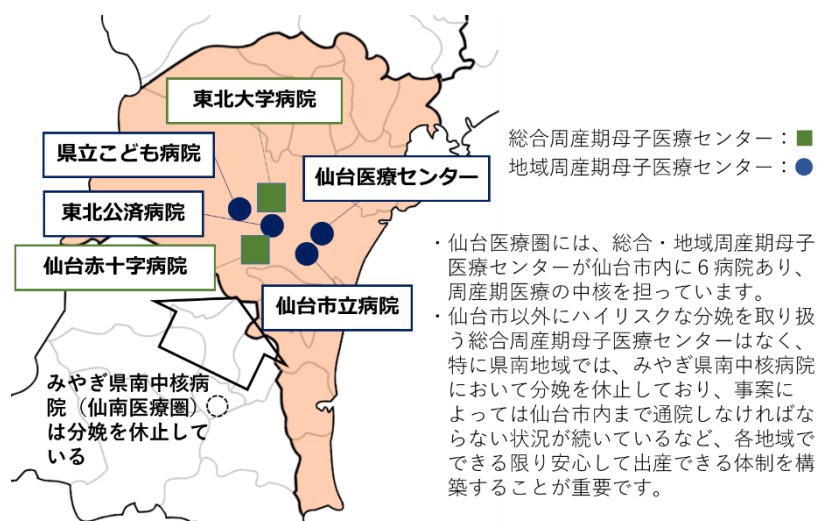 東北大学病院
県立こども病院
仙台医療センター
東北公済病院
仙台赤十字病院
仙台市立病院
みやぎ県南中核病
院（仙南医療圏）
は分娩を休止して
いる
総合周産期母子医療センター：■
地域周産期母子医療センター：●
・仙台医療圏には、総合・地域周産期母子
医療センターが仙台市内に６病院あり、
周産期医療の中核を担っています。
・仙台市以外にハイリスクな分娩を取り扱
う総合周産期母子医療センターはなく、
特に県南地域では、みやぎ県南中核病院
において分娩を休止しており、事案に
よっては仙台市内まで通院しなければな
らない状況が続いているなど、各地域で
できる限り安心して出産できる体制を構
築することが重要です。